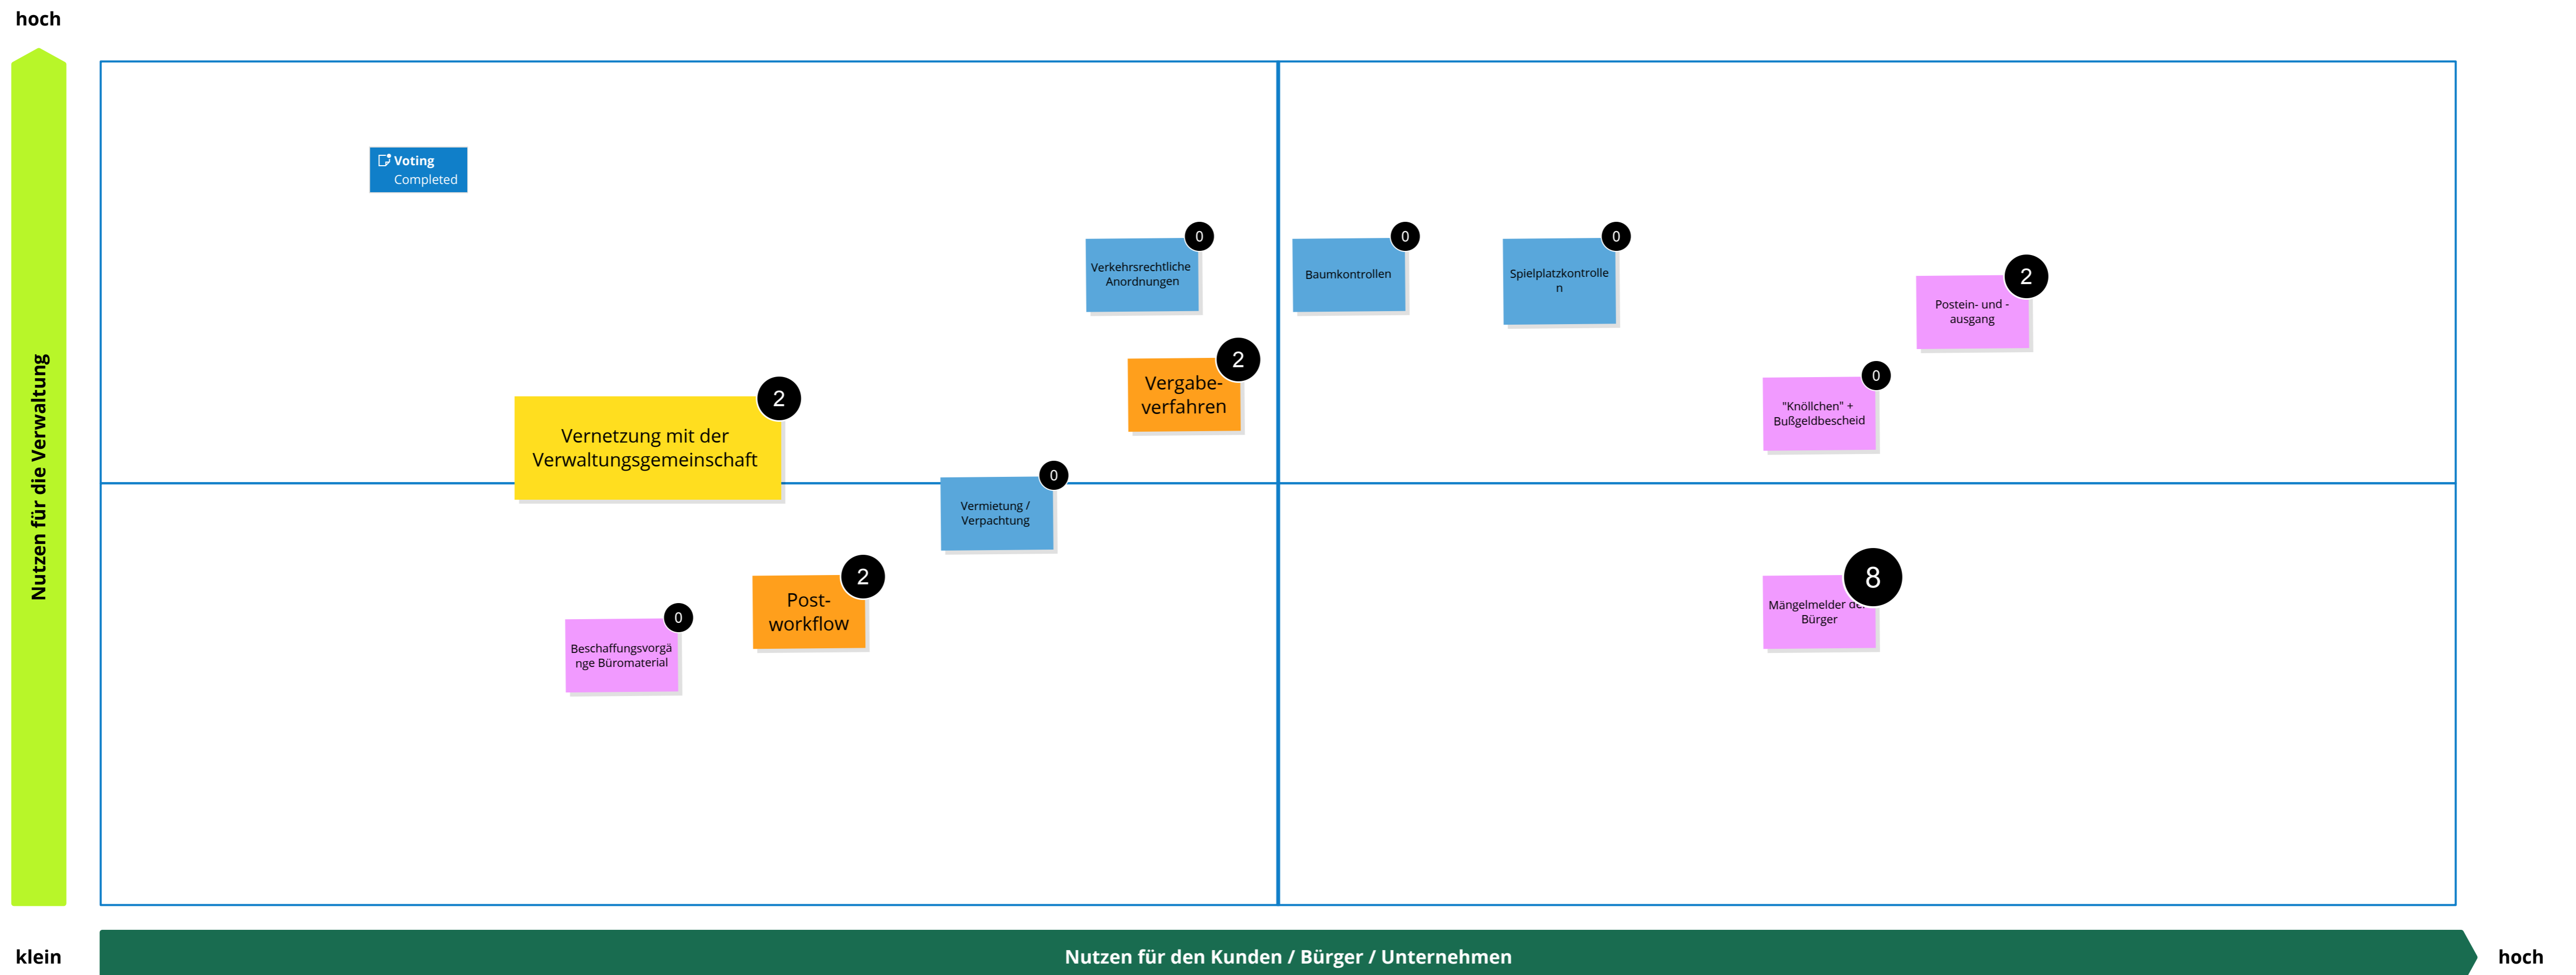 hoch
Voting
Completed
0
Verkehrsrechtliche
Anordnungen
0
Baumkontrollen
0
Spielplatzkontrolle
n
2
Postein- und -
ausgang
2
Vergabe-
verfahren
0
"Knöllchen" +
Bußgeldbescheid
2
Vernetzung mit der
Verwaltungsgemeinschaft
Nutzen für die Verwaltung
0
Vermietung /
Verpachtung
2
Post-
workflow
8
Mängelmelder
Bürger
0
Beschaffungsvorgä
nge Büromaterial
klein
Nutzen für den Kunden / Bürger / Unternehmen
hoch